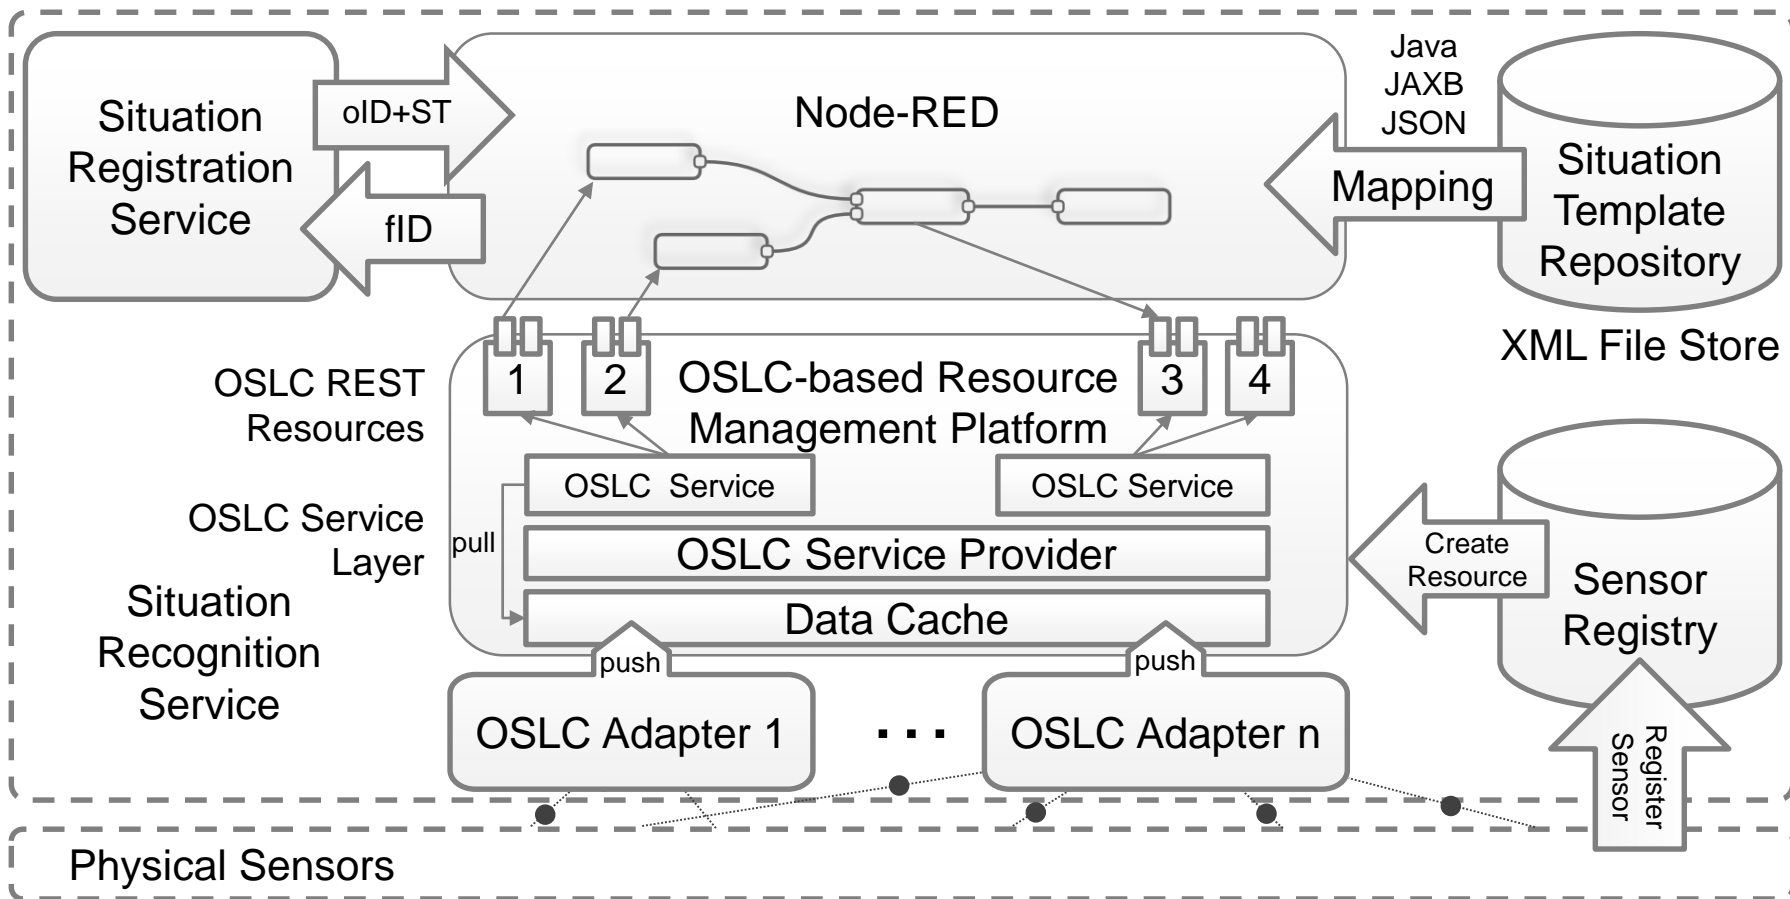 Situation
Registration
Service
oID+ST
fID
Node-RED
Java
JAXB
JSON
Mapping
Situation
Template
Repository
XML File Store
OSLC REST
Resources
1
2
OSLC-based Resource
Management Platform
3
4
OSLC Service
OSLC Service
OSLC Service
Layer
pull
OSLC Service Provider
Data Cache
Create
Resource
Sensor
Registry
Situation
Recognition
Service
push
push
OSLC Adapter 1
...
OSLC Adapter n
Register
Sensor
Physical Sensors